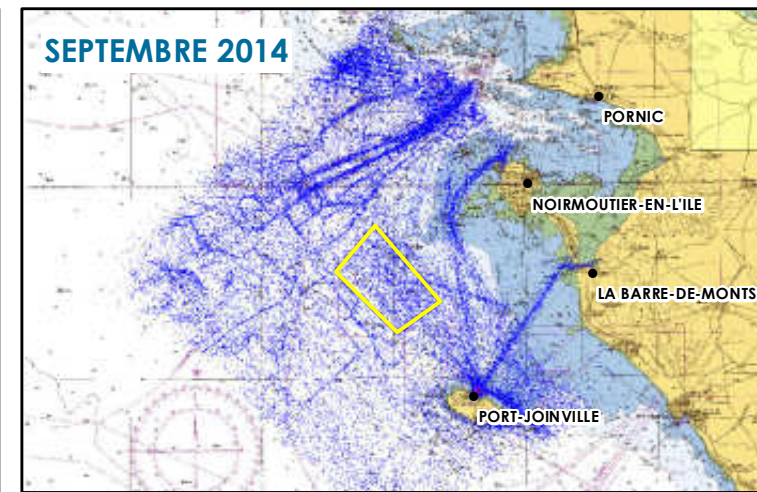 SEPTEMBRE 2014
PORNIC
NOIRMOUTIER-EN-L'ILE
LA BARRE-DE-MONTS
PORT-JOINVILLE